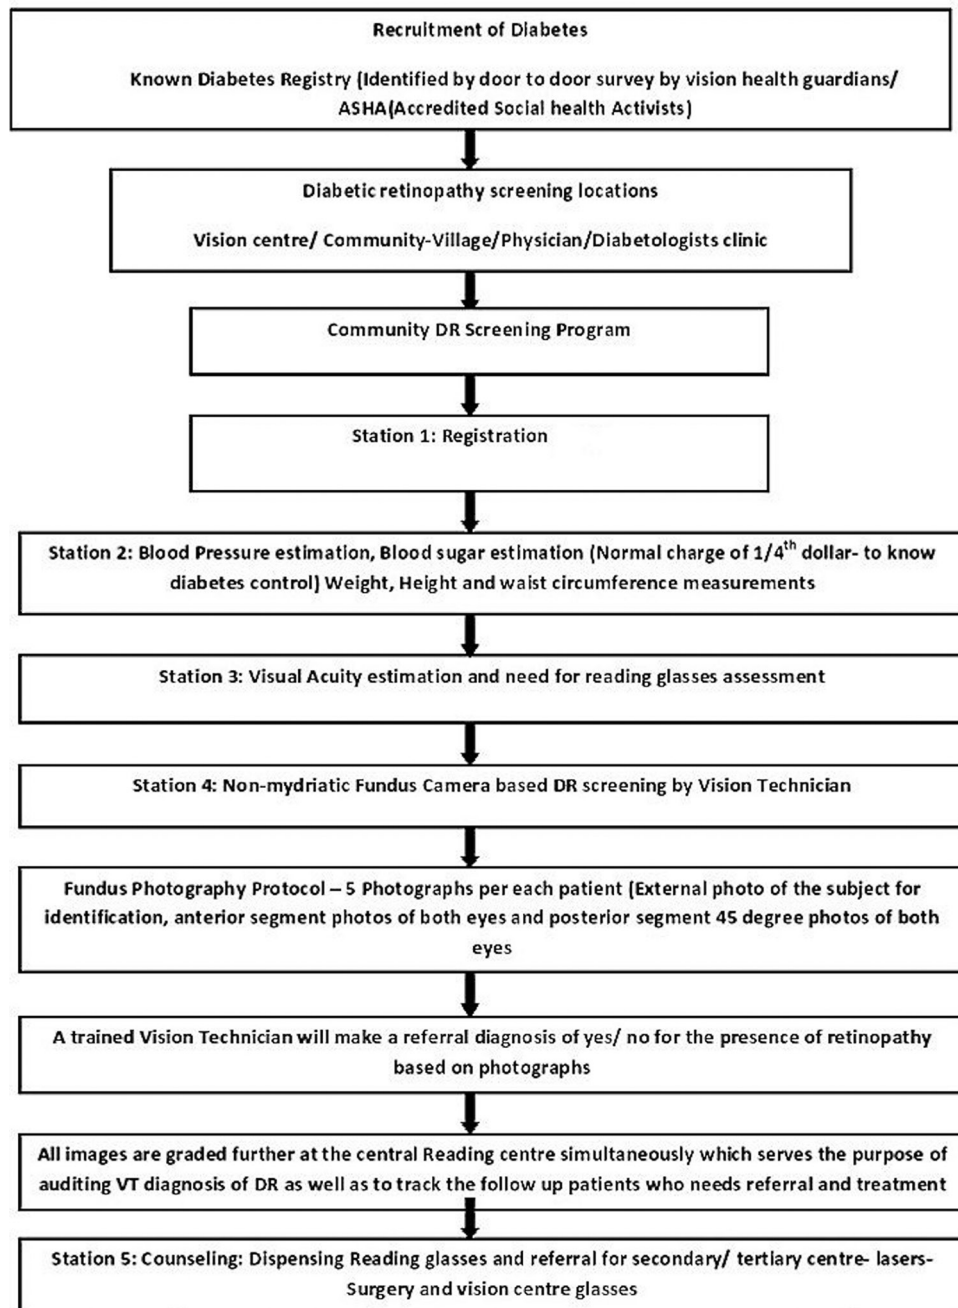 Recruitment of Diabetes
Known Diabetes Registry (Identified by door to door survey by vision health guardians/
ASHA(Accredited Social health Activists)
Diabetic retinopathy screening locations
Vision centre/ Community-Village/Physician/Diabetologists clinic
Community DR Screening Program
Station 1: Registration
Station 2: Blood Pressure estimation, Blood sugar estimation (Normal charge of 1/4th dollar- to know
diabetes control) Weight, Height and waist circumference measurements
Station 3: Visual Acuity estimation and need for reading glasses assessment
Station 4: Non-mydriatic Fundus Camera based DR screening by Vision Technician
Fundus Photography Protocol – 5 Photographs per each patient (External photo of the subject for
identification, anterior segment photos of both eyes and posterior segment 45 degree photos of both
eyes
A trained Vision Technician will make a referral diagnosis of yes/ no for the presence of retinopathy
based on photographs
All images are graded further at the central Reading centre simultaneously which serves the purpose of
auditing VT diagnosis of DR as well as to track the follow up patients who needs referral and treatment
Station 5: Counseling: Dispensing Reading glasses and referral for secondary/ tertiary centre- lasers-
Surgery and vision centre glasses